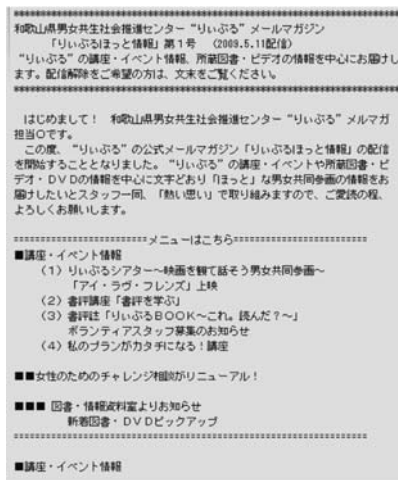 ************************************************************
和歌山県男女共生社会推進センター“りぃぶる”メールマガジン
「りぃぶるほっと情報」第1号 (2009.5.11配信)
“りぃぶる”の講座・イベント情報、所蔵図書・ビデオの情報を中心にお届けし
ます。配信解除をご希望の方は、文末をご覧ください。
************************************************************
はじめまして! 和歌山県男女共生社会推進センター“りぃぶる”メルマガ
担当Oです。
この度、“りぃぶる”の公式メールマガジン「りぃぶるほっと情報」の配信
を開始することとなりました。“りぃぶる”の講座・イベントや所蔵図書・ビ
デオ・DVDの情報を中心に文字どおり「ほっと」な男女共同参画の情報をお
届けしたいとスタッフ一同、「熱い思い」で取り組みますので、ご愛読の程、
よろしくお願いします。
=======================メニューはこちら=======================
■講座・イベント情報
(1)りぃぶるシアター~映画を観て話そう男女共同参画~
「アイ・ラヴ・フレンズ」上映
(2)書評講座「書評を学ぶ」
(3)書評誌「りぃぶるBOOK~これ。読んだ?~」
ボランティアスタッフ募集のお知らせ
(4)私のプランがカタチになる!講座
■■女性のためのチャレンジ相談がリニューアル!
■■■ 図書・情報資料室よりお知らせ
新着図書・DVDピックアップ
============================================================
■講座・イベント情報